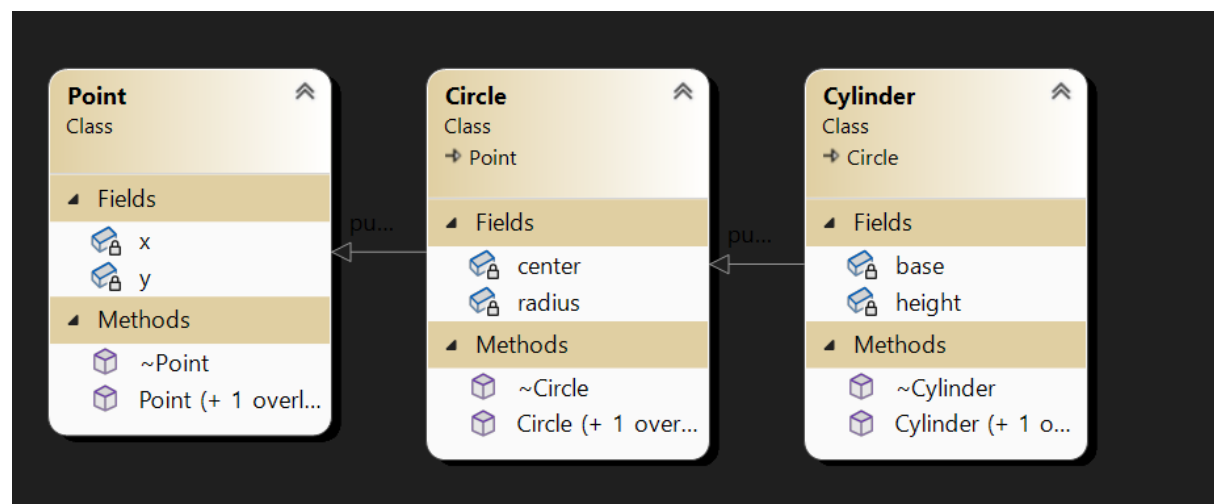 Point
Class
Fields
x
y
Methods
~Point
Point (+ 1 overl...
pu...
Circle
Class
Point
Fields
center
radius
Methods
~Circle
Circle (+ 1 over...
pu...
Cylinder
Class
Circle
Fields
base
height
Methods
~Cylinder
Cylinder (+ 1 o...